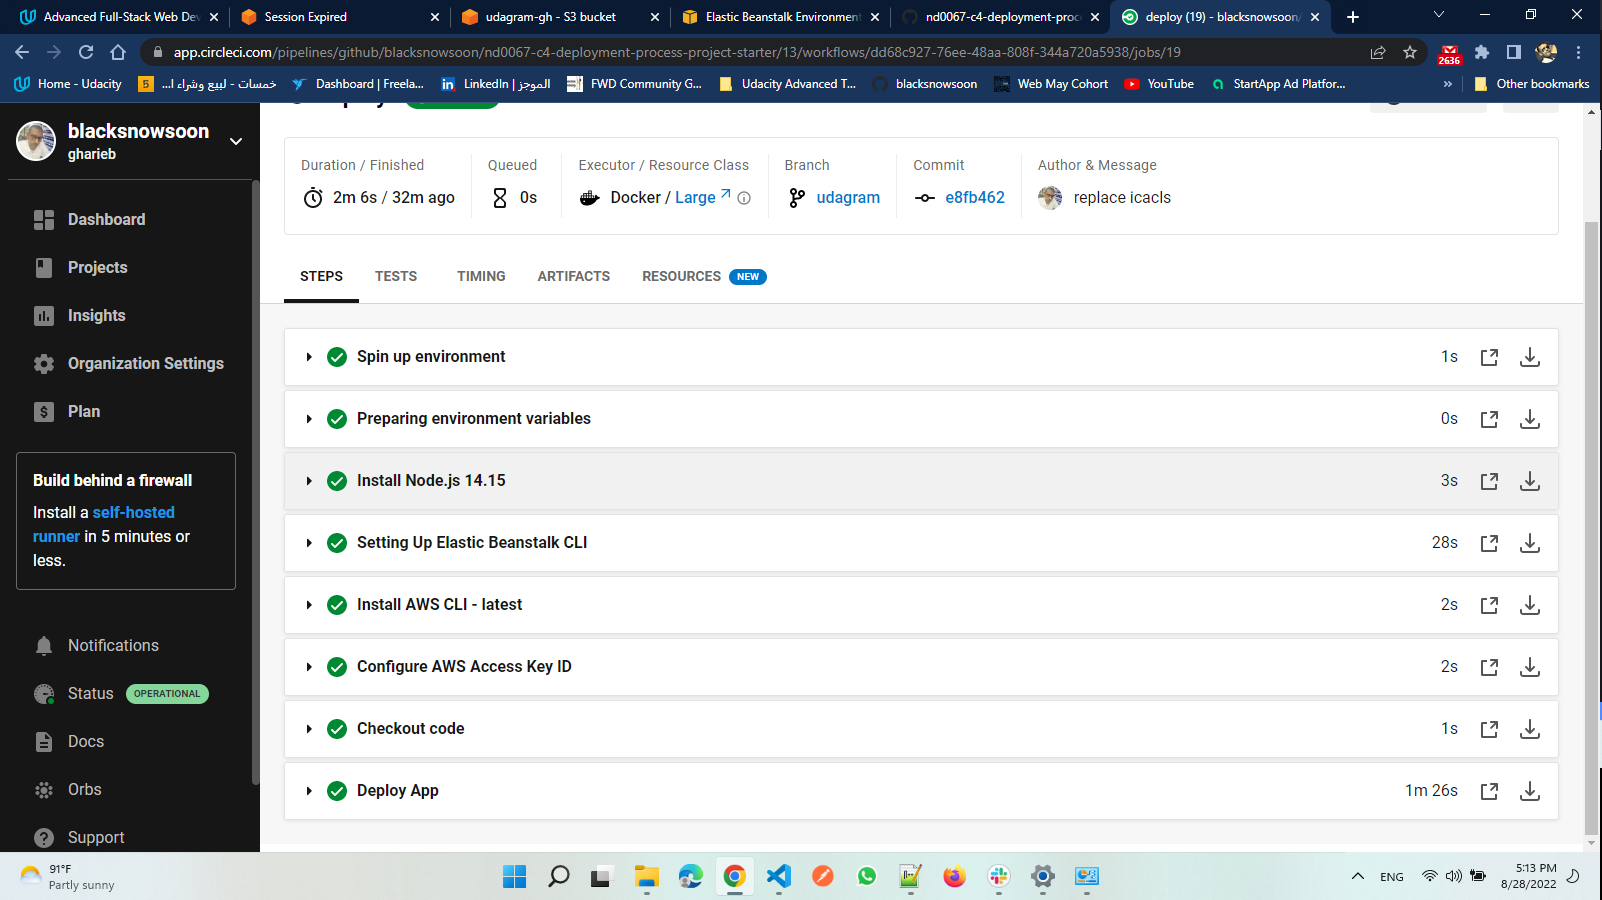 Advanced Full-Stack Web Dev
Session Expired
udagram-gh - S3 bucket
Elastic Beanstalk Environment
nd0067-c4-deployment-proc
deploy (19) - blacksnowsoon/
app.circleci.com/pipelines/github/blacksnowsoon/nd0067-c4-deployment-process-project-starter/13/workflows/dd68c927-76ee-48aa-808f-344a720a5938/jobs/19
2636
Home - Udacity
5
خمسات - لبيع وشراء ا...
Dashboard | Freela...
in
LinkedIn | الموجز
FWD Community G...
Udacity Advanced T...
blacksnowsoon
Web May Cohort
YouTube
StartApp Ad Platfor...
»
Other bookmarks
blacksnowsoon
gharieb
Dashboard
Projects
Insights
Organization Settings
Plan
Build behind a firewall
Install a self-hosted
runner in 5 minutes or
less.
Notifications
Status OPERATIONAL
Docs
Orbs
Support
Duration / Finished
2m 6s / 32m ago
Queued
0s
Executor / Resource Class
Docker / Large
Branch
udagram
Commit
e8fb462
Author & Message
replace icacls
STEPS TESTS TIMING ARTIFACTS RESOURCES NEW
Spin up environment 1s
Preparing environment variables 0s
Install Node.js 14.15 3s
Setting Up Elastic Beanstalk CLI 28s
Install AWS CLI - latest 2s
Configure AWS Access Key ID 2s
Checkout code 1s
Deploy App 1m 26s
91°F
Partly sunny
ENG
5:13 PM
8/28/2022